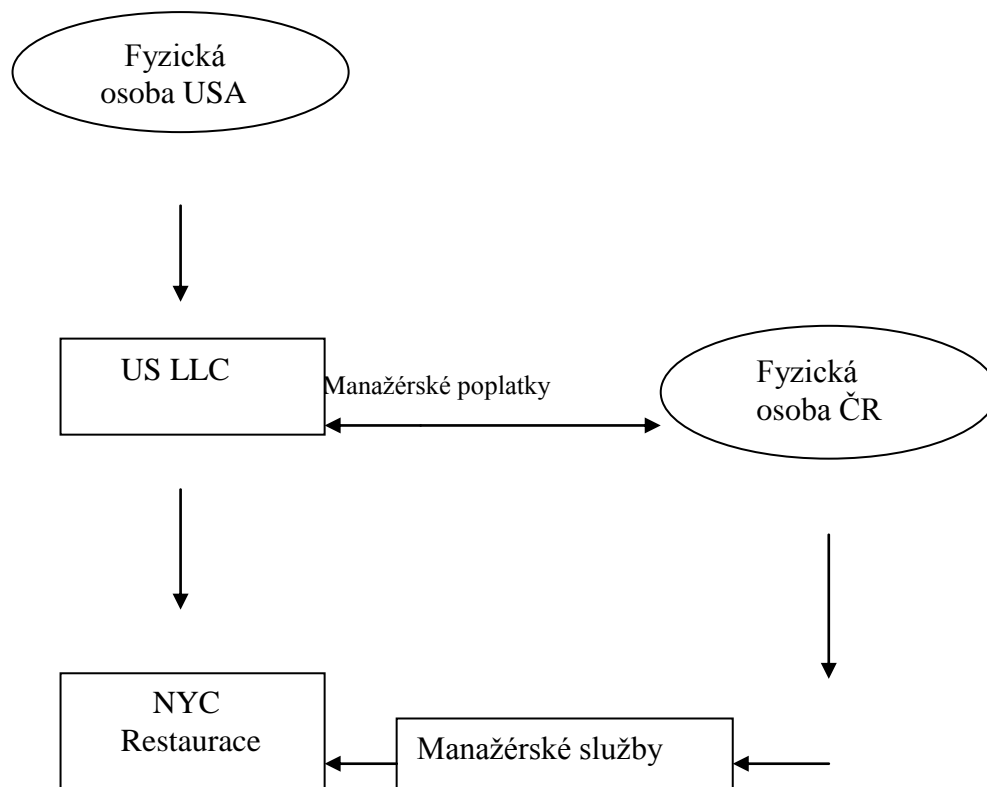 Fyzická
osoba USA
US LLC
Manažérské poplatky
Fyzická
osoba ČR
NYC
Restaurace
Manažérské služby